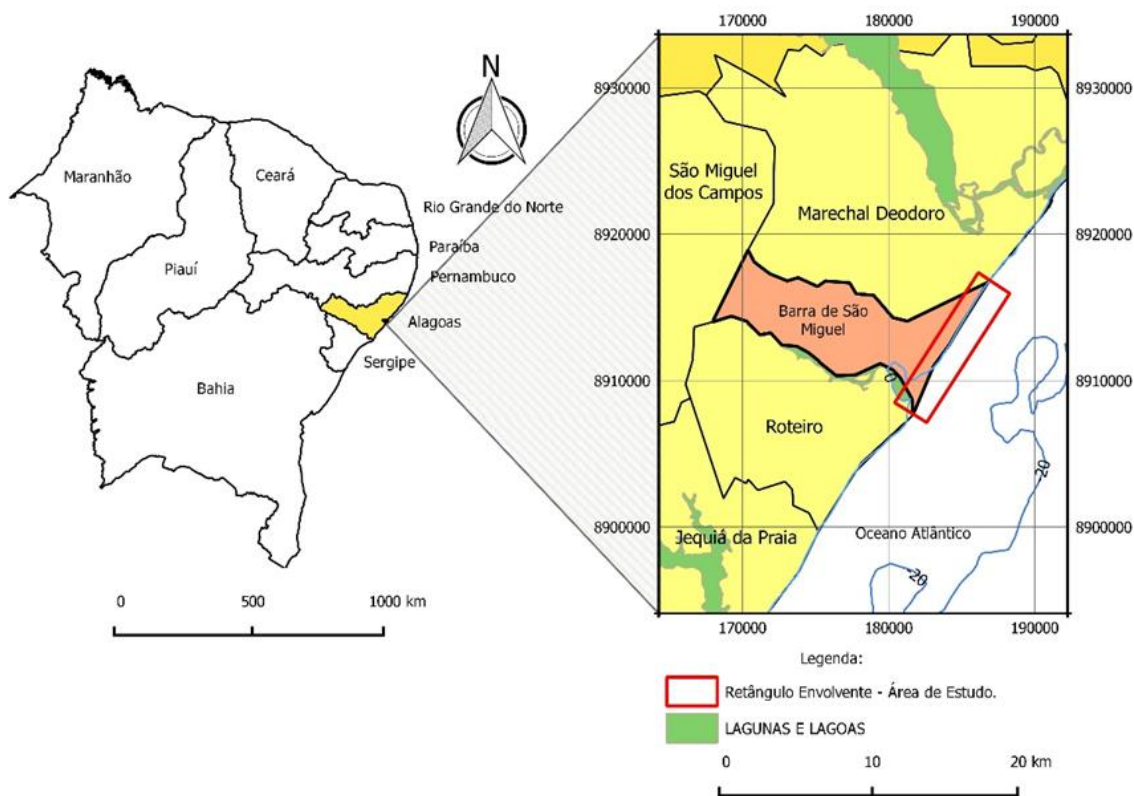 N
Maranhão
Ceará
Rio Grande do Norte
Paraíba
Piauí
Pernambuco
Alagoas
Sergipe
Bahia
0 500 1000 km
170000 180000 190000
8930000 8930000
São Miguel
dos Campos
Marechal Deodoro
8920000 8920000
Barra de São
Miguel
8910000 0 8910000
Roteiro
-20
8900000 8900000
Jequiá da Praia
Oceano Atlântico
-20
170000 180000 190000
Legenda:
Retângulo Envolvente - Área de Estudo.
LAGUNAS E LAGOAS
0 10 20 km